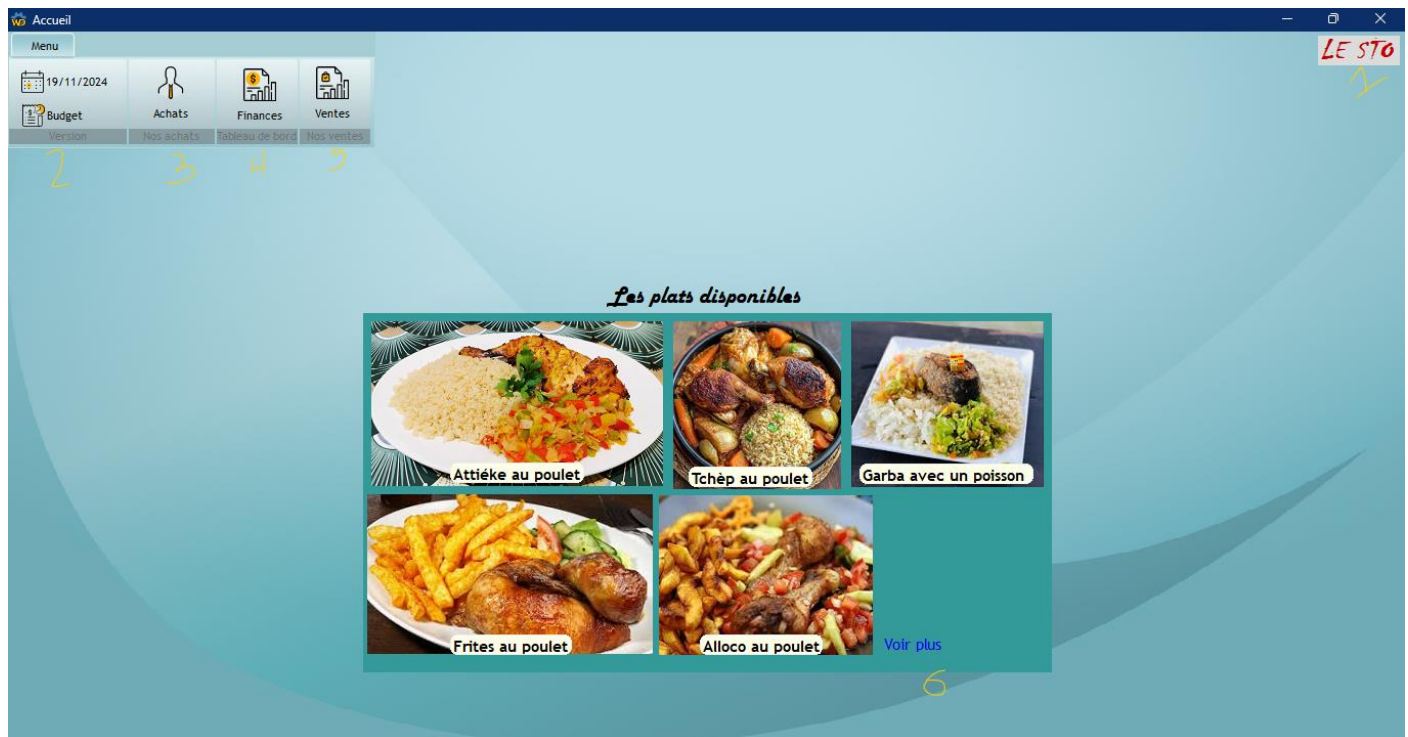 Accueil
Menu
LE STO
1
19/11/2024
Budget
Achats
Finances
Ventes
Version
Nos achats
Tableau de bord
Nos ventes
2
3
4
5
Les plats disponibles
Attiéke au poulet
Tchèp au poulet
Garba avec un poisson
Frites au poulet
Alloco au poulet
Voir plus
6